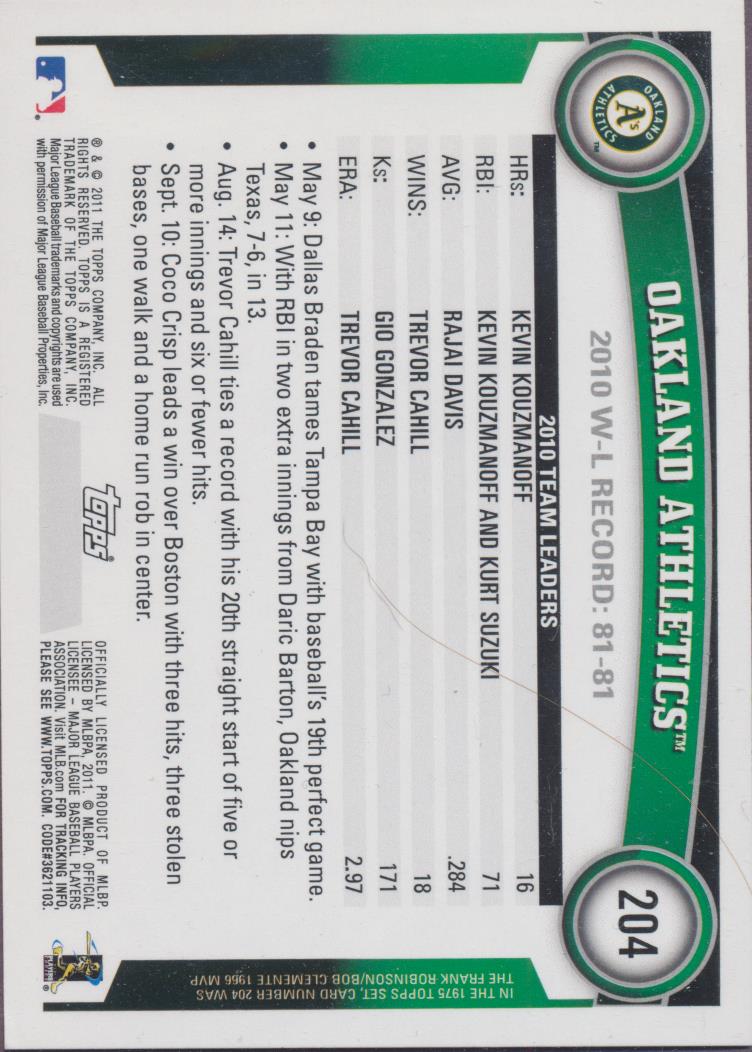 OAKLAND ATHLETICS
A's
TM
OAKLAND ATHLETICS™
204
2010 W-L RECORD: 81-81
2010 TEAM LEADERS
HRs: KEVIN KOUZMANOFF 16
RBI: KEVIN KOUZMANOFF AND KURT SUZUKI 71
AVG: RAJAI DAVIS .284
WINS: TREVOR CAHILL 18
Ks: GIO GONZALEZ 171
ERA: TREVOR CAHILL 2.97
• May 9: Dallas Braden tames Tampa Bay with baseball's 19th perfect game.
• May 11: With RBI in two extra innings from Daric Barton, Oakland nips
Texas, 7-6, in 13.
• Aug. 14: Trevor Cahill ties a record with his 20th straight start of five or
more innings and six or fewer hits.
• Sept. 10: Coco Crisp leads a win over Boston with three hits, three stolen
bases, one walk and a home run rob in center.
® & © 2011 THE TOPPS COMPANY, INC. ALL
RIGHTS RESERVED. TOPPS IS A REGISTERED
TRADEMARK OF THE TOPPS COMPANY, INC.
Major League Baseball trademarks and copyrights are used
with permission of Major League Baseball Properties, Inc.
topps®
OFFICIALLY LICENSED PRODUCT OF MLBP.
LICENSED BY MLBPA, 2011. © MLBPA. OFFICIAL
LICENSEE – MAJOR LEAGUE BASEBALL PLAYERS
ASSOCIATION. Visit MLB.com FOR TRACKING INFO,
PLEASE SEE WWW.TOPPS.COM. CODE#3621103.
PLAYERS
IN THE 1975 TOPPS SET, CARD NUMBER 204 WAS
THE FRANK ROBINSON/BOB CLEMENTE 1966 MVP